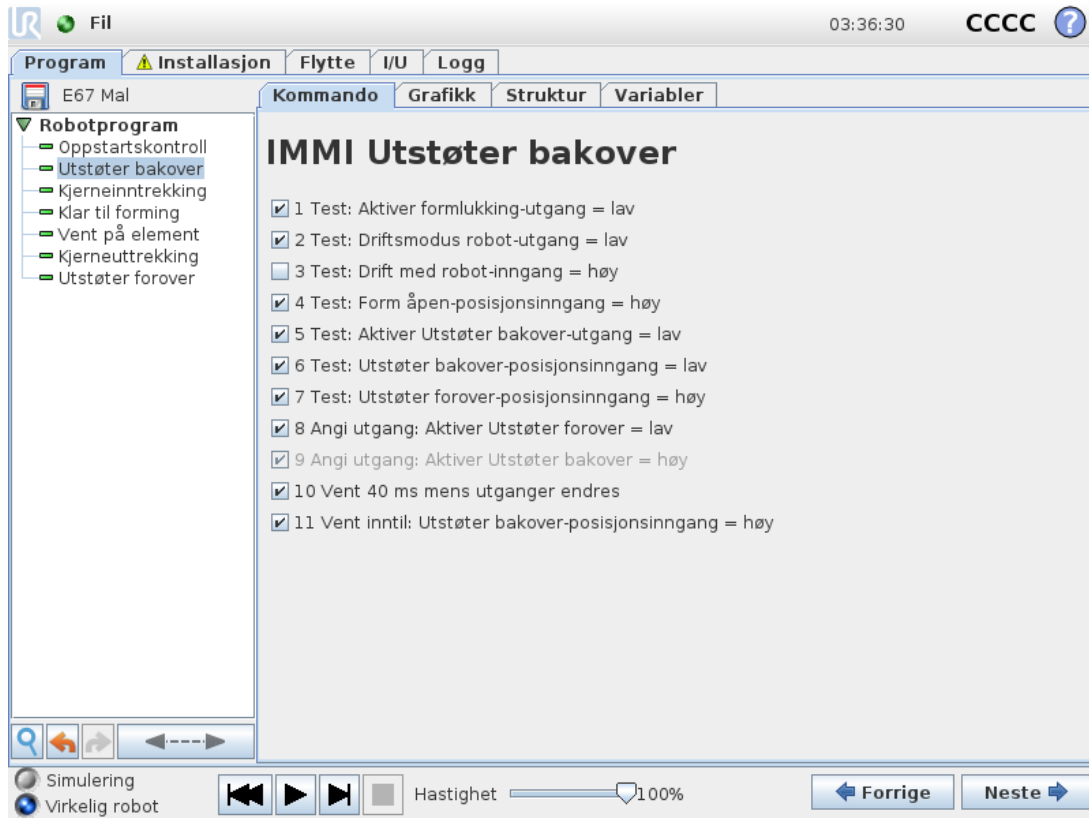 UR Fil 03:36:30 CCCC ?
Program Installasjon Flytte I/U Logg
E67 Mal
Kommando Grafikk Struktur Variabler
Robotprogram
Oppstartskontroll
Utstøter bakover
Kjerneinntrekking
Klar til forming
Vent på element
Kjerneuttrekking
Utstøter forover
IMMI Utstøter bakover
1 Test: Aktiver formlukking-utgang = lav
2 Test: Driftsmodus robot-utgang = lav
3 Test: Drift med robot-inngang = høy
4 Test: Form åpen-posisjonsinngang = høy
5 Test: Aktiver Utstøter bakover-utgang = lav
6 Test: Utstøter bakover-posisjonsinngang = lav
7 Test: Utstøter forover-posisjonsinngang = høy
8 Angi utgang: Aktiver Utstøter forover = lav
9 Angi utgang: Aktiver Utstøter bakover = høy
10 Vent 40 ms mens utganger endres
11 Vent inntil: Utstøter bakover-posisjonsinngang = høy
Simulering
Virkelig robot
Hastighet 100%
Forrige Neste